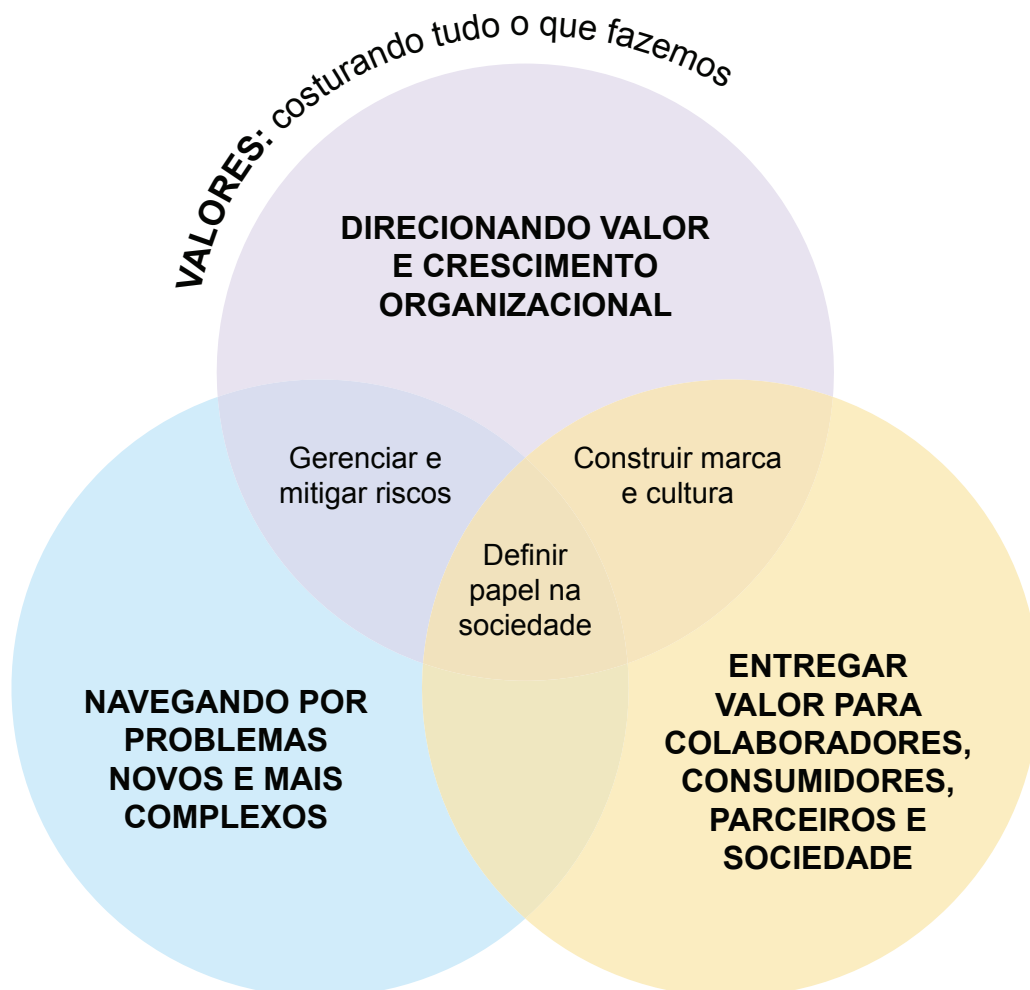 VALORES: costurando tudo o que fazemos
DIRECIONANDO VALOR
E CRESCIMENTO
ORGANIZACIONAL
Gerenciar e
mitigar riscos
Construir marca
e cultura
Definir
papel na
sociedade
NAVEGANDO POR
PROBLEMAS
NOVOS E MAIS
COMPLEXOS
ENTREGAR
VALOR PARA
COLABORADORES,
CONSUMIDORES,
PARCEIROS E
SOCIEDADE